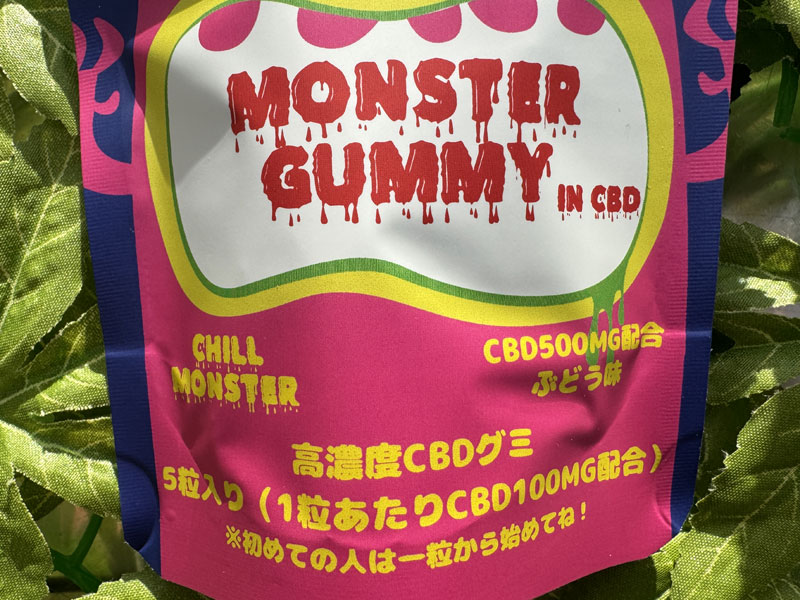 MONSTER
GUMMY
IN CBD
CHILL
MONSTER
CBD500MG配合
ぶどう味
高濃度CBDグミ
5粒入り（1粒あたりCBD100MG配合）
※初めての人は一粒から始めてね！